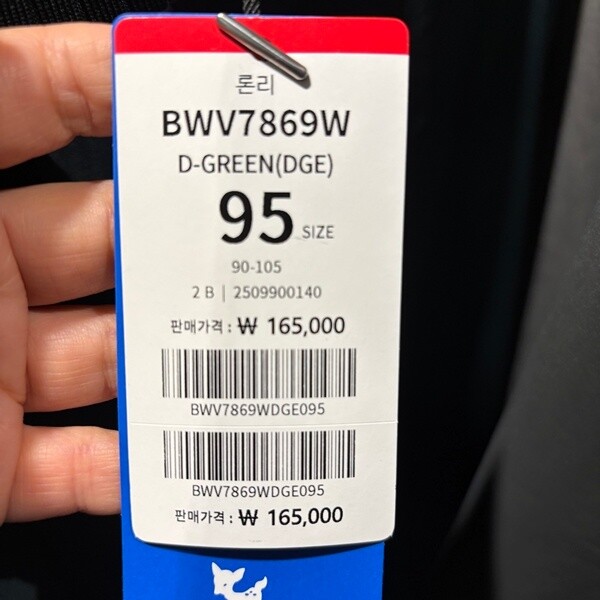 론리
BWV7869W
D-GREEN(DGE)
95 SIZE
90-105
2 B | 2509900140
판매가격 : ₩ 165,000
BWV7869WDGE095
BWV7869WDGE095
판매가격 : ₩ 165,000